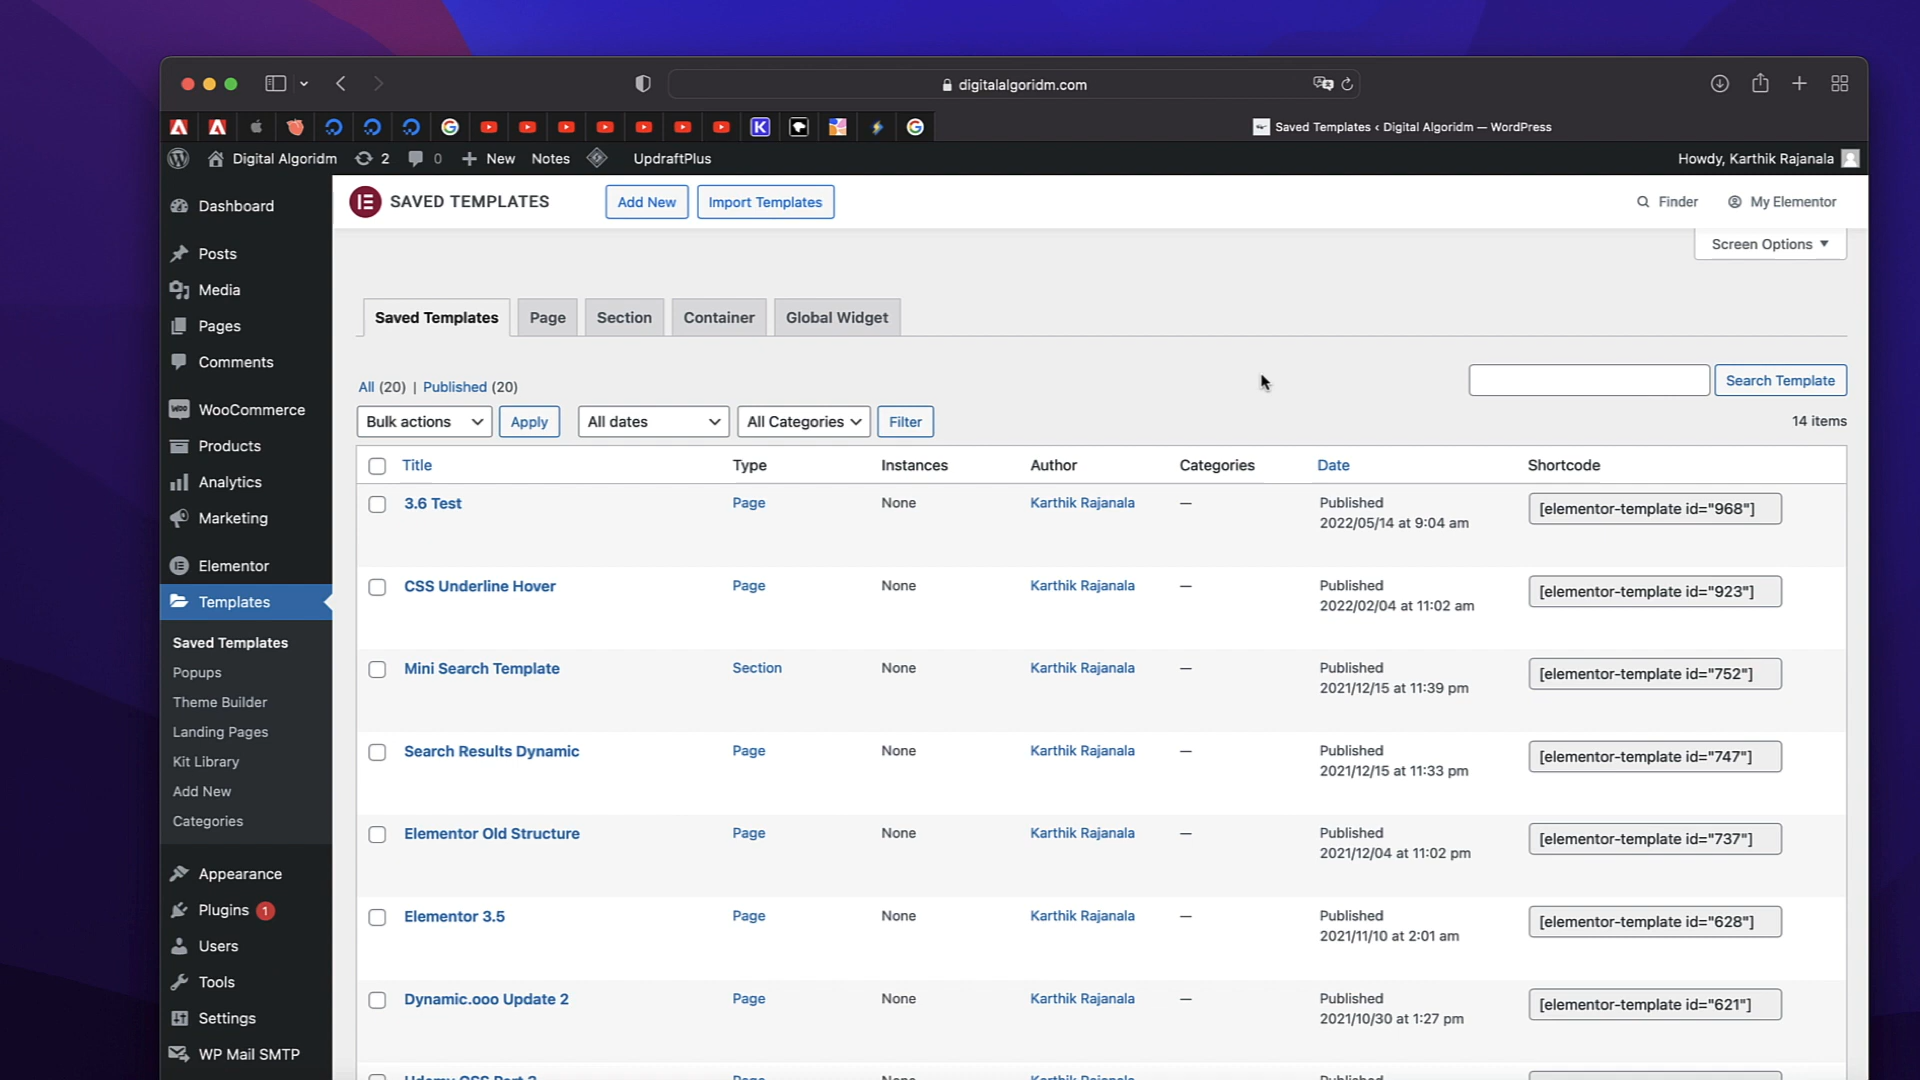 digitalalgoridm.com
Saved Templates ‹ Digital Algoridm — WordPress
Digital Algoridm 2 0 New Notes UpdraftPlus Howdy, Karthik Rajanala
Dashboard
Posts
Media
Pages
Comments
WooCommerce
Products
Analytics
Marketing
Elementor
Templates
Saved Templates
Popups
Theme Builder
Landing Pages
Kit Library
Add New
Categories
Appearance
Plugins 1
Users
Tools
Settings
WP Mail SMTP
SAVED TEMPLATES Add New Import Templates Finder My Elementor
Screen Options
Saved Templates Page Section Container Global Widget
All (20) | Published (20)
Search Template
Bulk actions Apply All dates All Categories Filter 14 items
Title Type Instances Author Categories Date Shortcode
3.6 Test Page None Karthik Rajanala — Published
2022/05/14 at 9:04 am [elementor-template id="968"]
CSS Underline Hover Page None Karthik Rajanala — Published
2022/02/04 at 11:02 am [elementor-template id="923"]
Mini Search Template Section None Karthik Rajanala — Published
2021/12/15 at 11:39 pm [elementor-template id="752"]
Search Results Dynamic Page None Karthik Rajanala — Published
2021/12/15 at 11:33 pm [elementor-template id="747"]
Elementor Old Structure Page None Karthik Rajanala — Published
2021/12/04 at 11:02 pm [elementor-template id="737"]
Elementor 3.5 Page None Karthik Rajanala — Published
2021/11/10 at 2:01 am [elementor-template id="628"]
Dynamic.ooo Update 2 Page None Karthik Rajanala — Published
2021/10/30 at 1:27 pm [elementor-template id="621"]